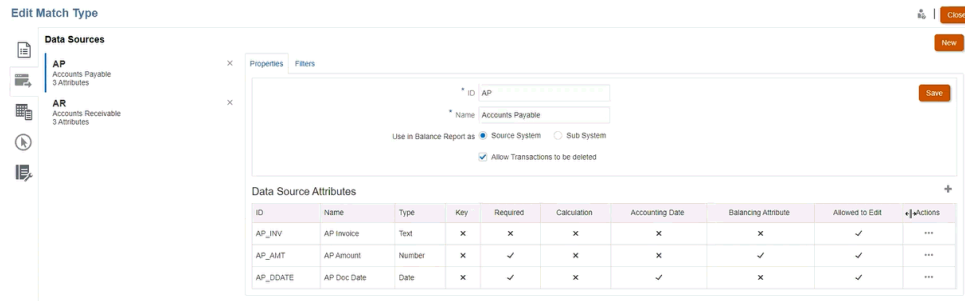 Edit Match Type
Close
Data Sources
New
AP
Accounts Payable
3 Attributes
AR
Accounts Receivable
3 Attributes
Properties Filters
* ID AP
Save
* Name Accounts Payable
Use in Balance Report as Source System Sub System
Allow Transactions to be deleted
Data Source Attributes
ID Name Type Key Required Calculation Accounting Date Balancing Attribute Allowed to Edit Actions
AP_INV AP Invoice Text
AP_AMT AP Amount Number
AP_DDATE AP Doc Date Date